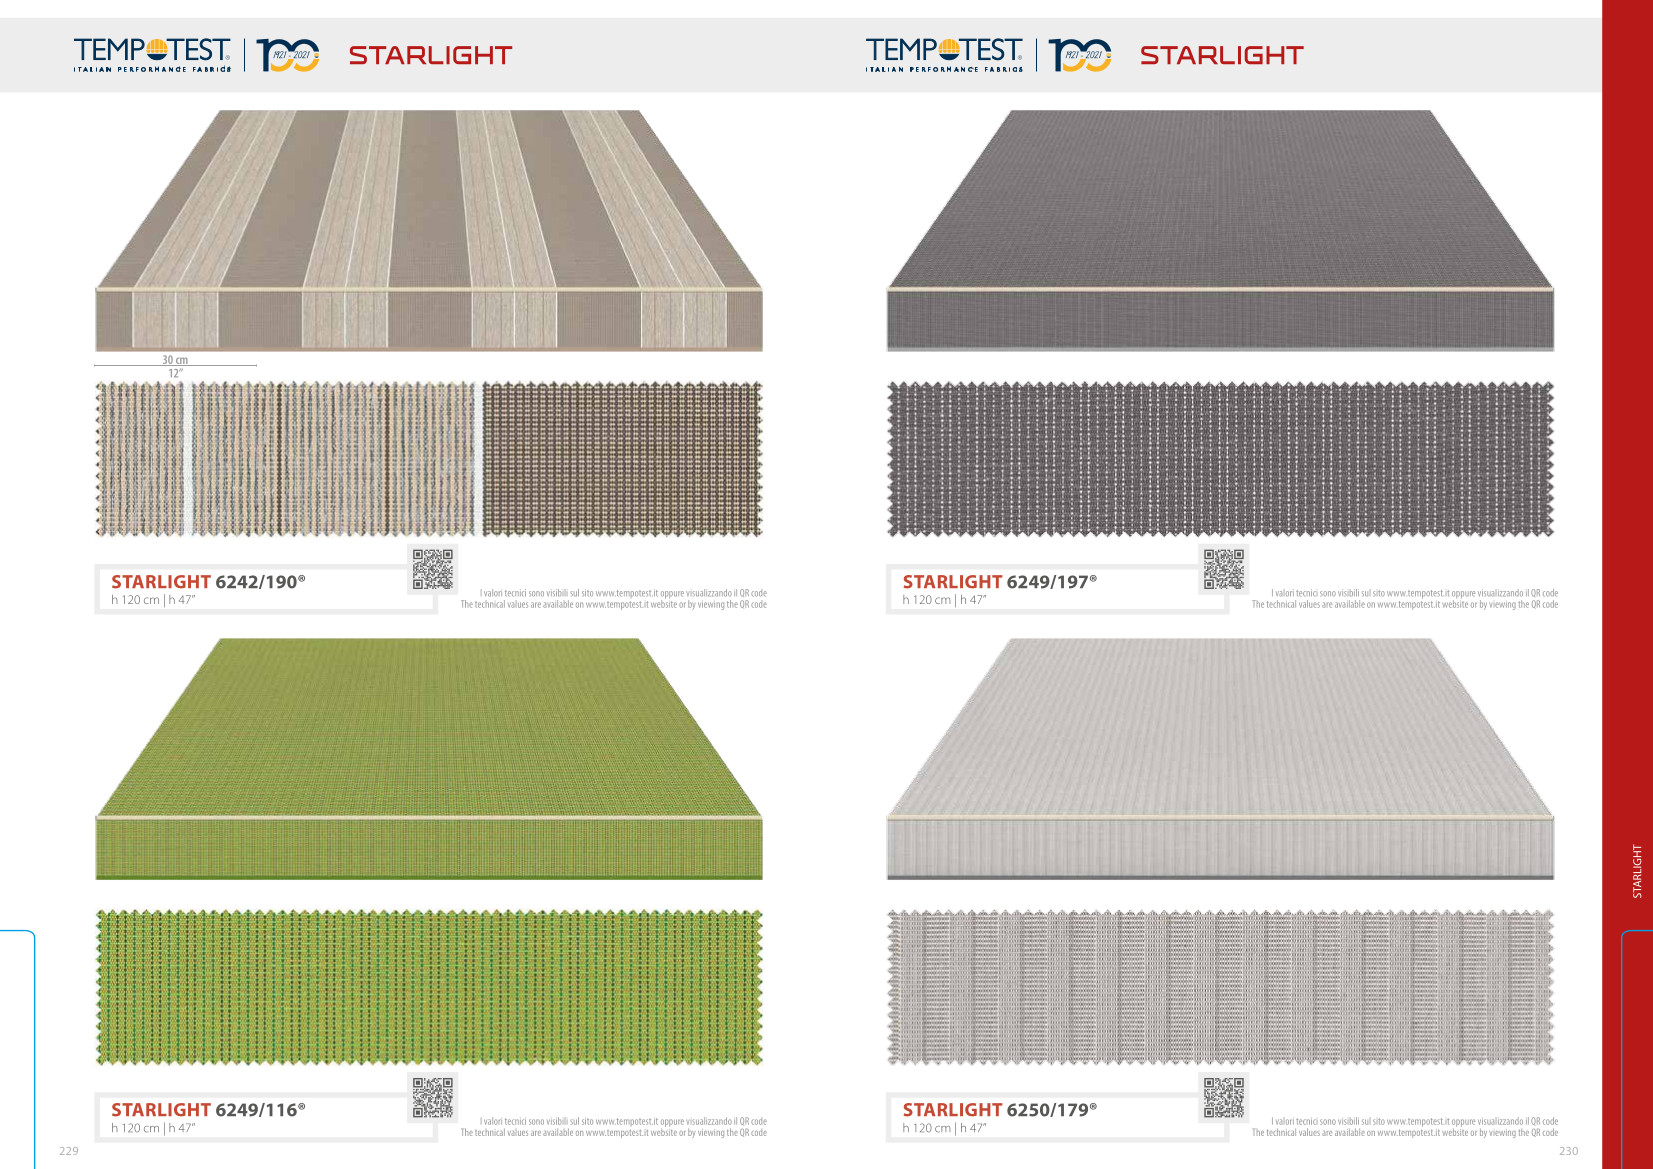 TEMPOTEST®
ITALIAN PERFORMANCE FABRICS
100
1921 - 2021
STARLIGHT
30 cm
12”
STARLIGHT 6242/190®
h 120 cm | h 47”
I valori tecnici sono visibili sul sito www.tempotest.it oppure visualizzando il QR code
The technical values are available on www.tempotest.it website or by viewing the QR code
STARLIGHT 6249/116®
h 120 cm | h 47”
I valori tecnici sono visibili sul sito www.tempotest.it oppure visualizzando il QR code
The technical values are available on www.tempotest.it website or by viewing the QR code
229
TEMPOTEST®
ITALIAN PERFORMANCE FABRICS
100
1921 - 2021
STARLIGHT
STARLIGHT 6249/197®
h 120 cm | h 47”
I valori tecnici sono visibili sul sito www.tempotest.it oppure visualizzando il QR code
The technical values are available on www.tempotest.it website or by viewing the QR code
STARLIGHT 6250/179®
h 120 cm | h 47”
I valori tecnici sono visibili sul sito www.tempotest.it oppure visualizzando il QR code
The technical values are available on www.tempotest.it website or by viewing the QR code
230
STARLIGHT